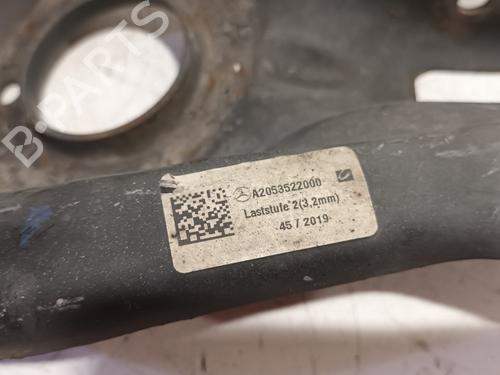 B-PARTS
A2053522000
Laststufe 2(3,2mm)
45 / 2019